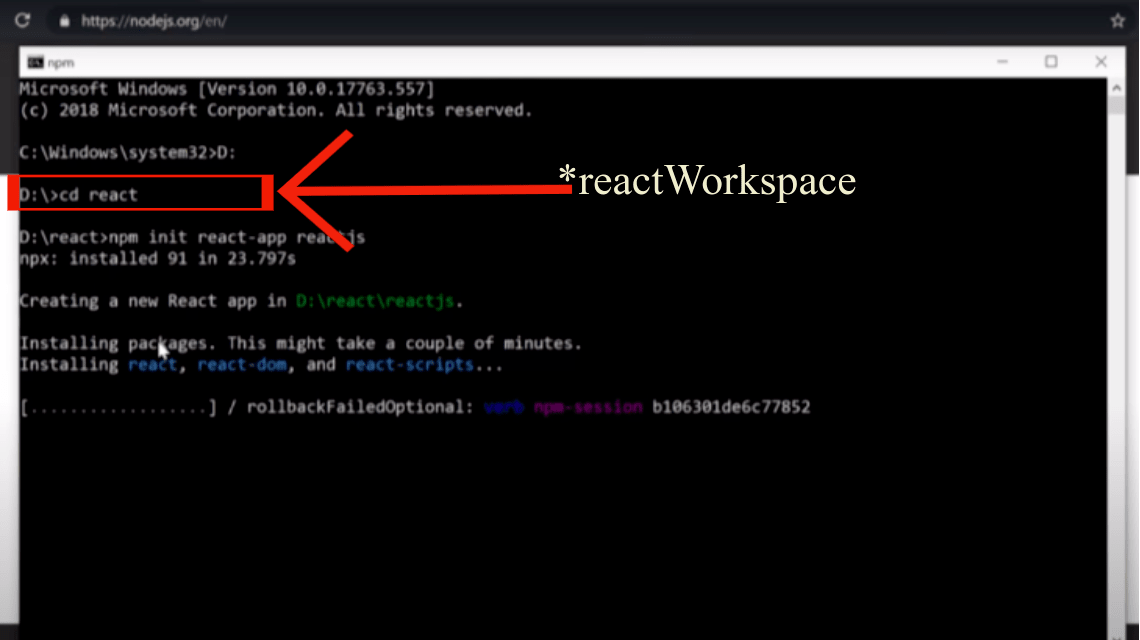 https://nodejs.org/en/
npm
Microsoft Windows [Version 10.0.17763.557]
(c) 2018 Microsoft Corporation. All rights reserved.
C:\Windows\system32>D:
D:\>cd react
*reactWorkspace
D:\react>npm init react-app reactjs
npx: installed 91 in 23.797s
Creating a new React app in D:\react\reactjs.
Installing packages. This might take a couple of minutes.
Installing react, react-dom, and react-scripts...
[..................] / rollbackFailedOptional: verb npm-session b106301de6c77852